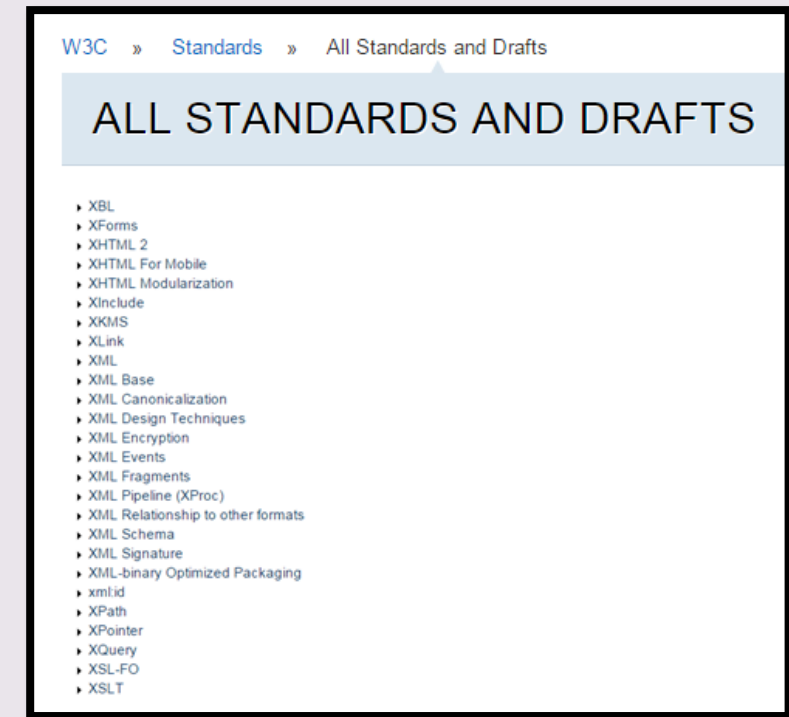 W3C » Standards » All Standards and Drafts
ALL STANDARDS AND DRAFTS
XBL
XForms
XHTML 2
XHTML For Mobile
XHTML Modularization
XInclude
XKMS
XLink
XML
XML Base
XML Canonicalization
XML Design Techniques
XML Encryption
XML Events
XML Fragments
XML Pipeline (XProc)
XML Relationship to other formats
XML Schema
XML Signature
XML-binary Optimized Packaging
xml:id
XPath
XPointer
XQuery
XSL-FO
XSLT